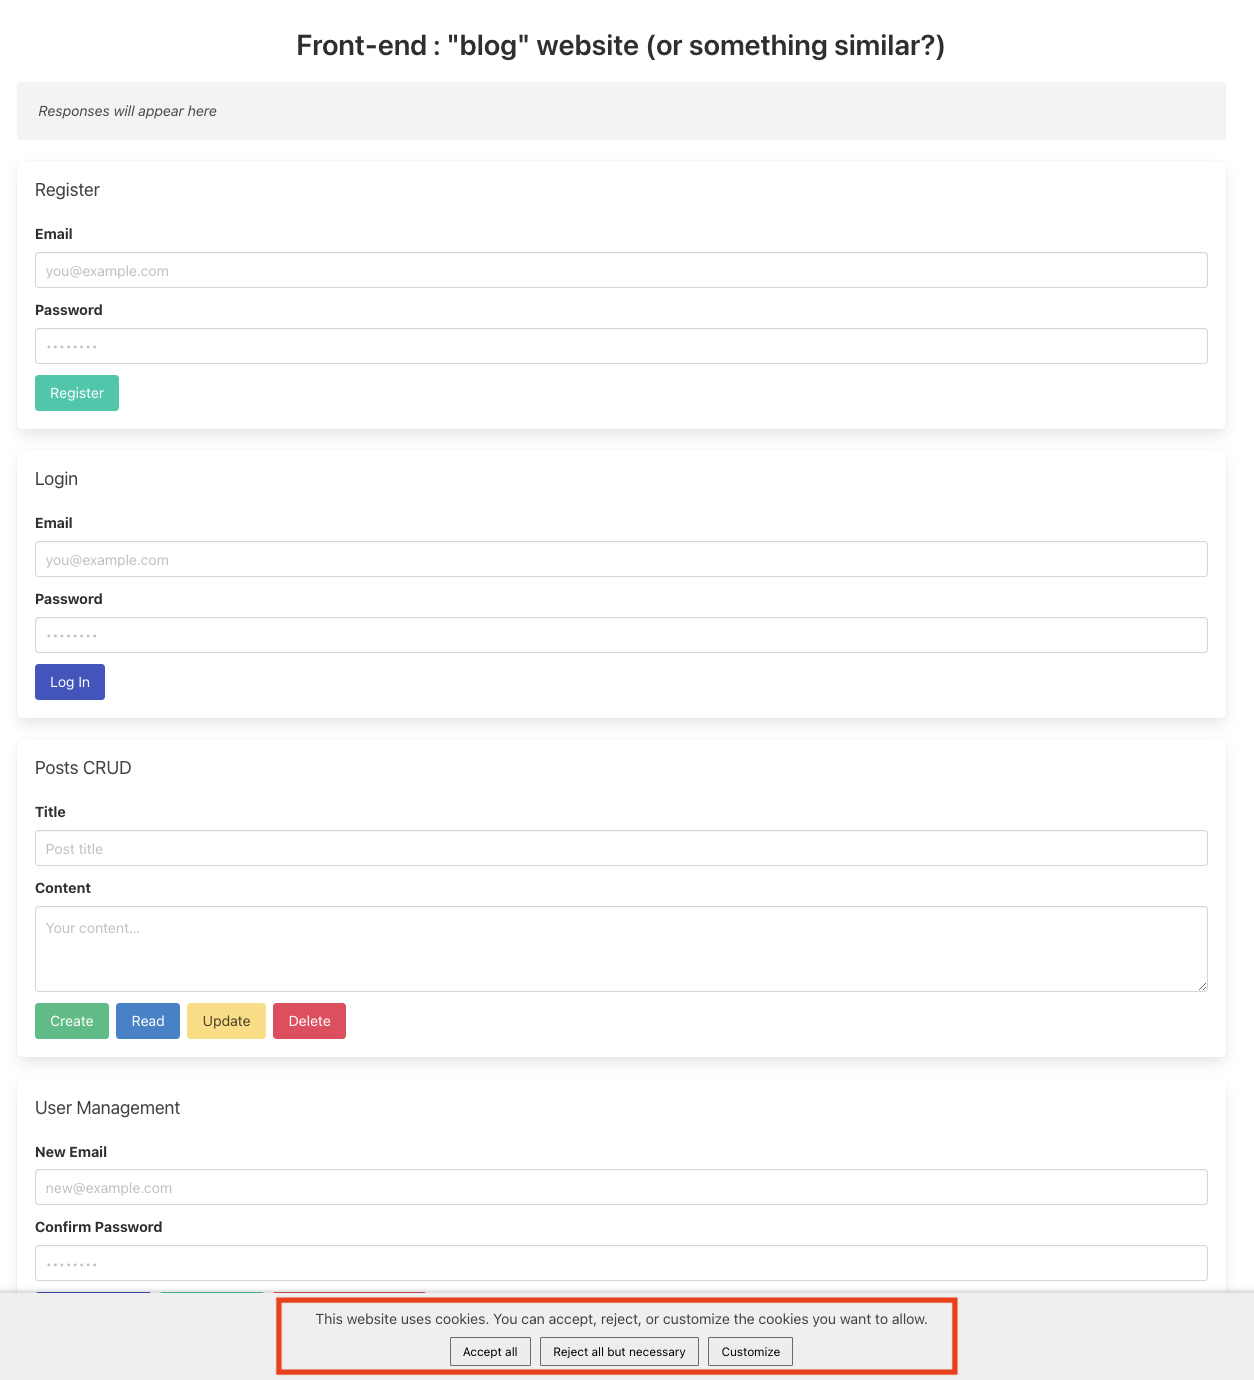 Front-end : "blog" website (or something similar?)
Responses will appear here
Register
Email
you@example.com
Password
••••••••
Register
Login
Email
you@example.com
Password
••••••••
Log In
Posts CRUD
Title
Post title
Content
Your content...
Create Read Update Delete
User Management
New Email
new@example.com
Confirm Password
••••••••
This website uses cookies. You can accept, reject, or customize the cookies you want to allow.
Accept all Reject all but necessary Customize